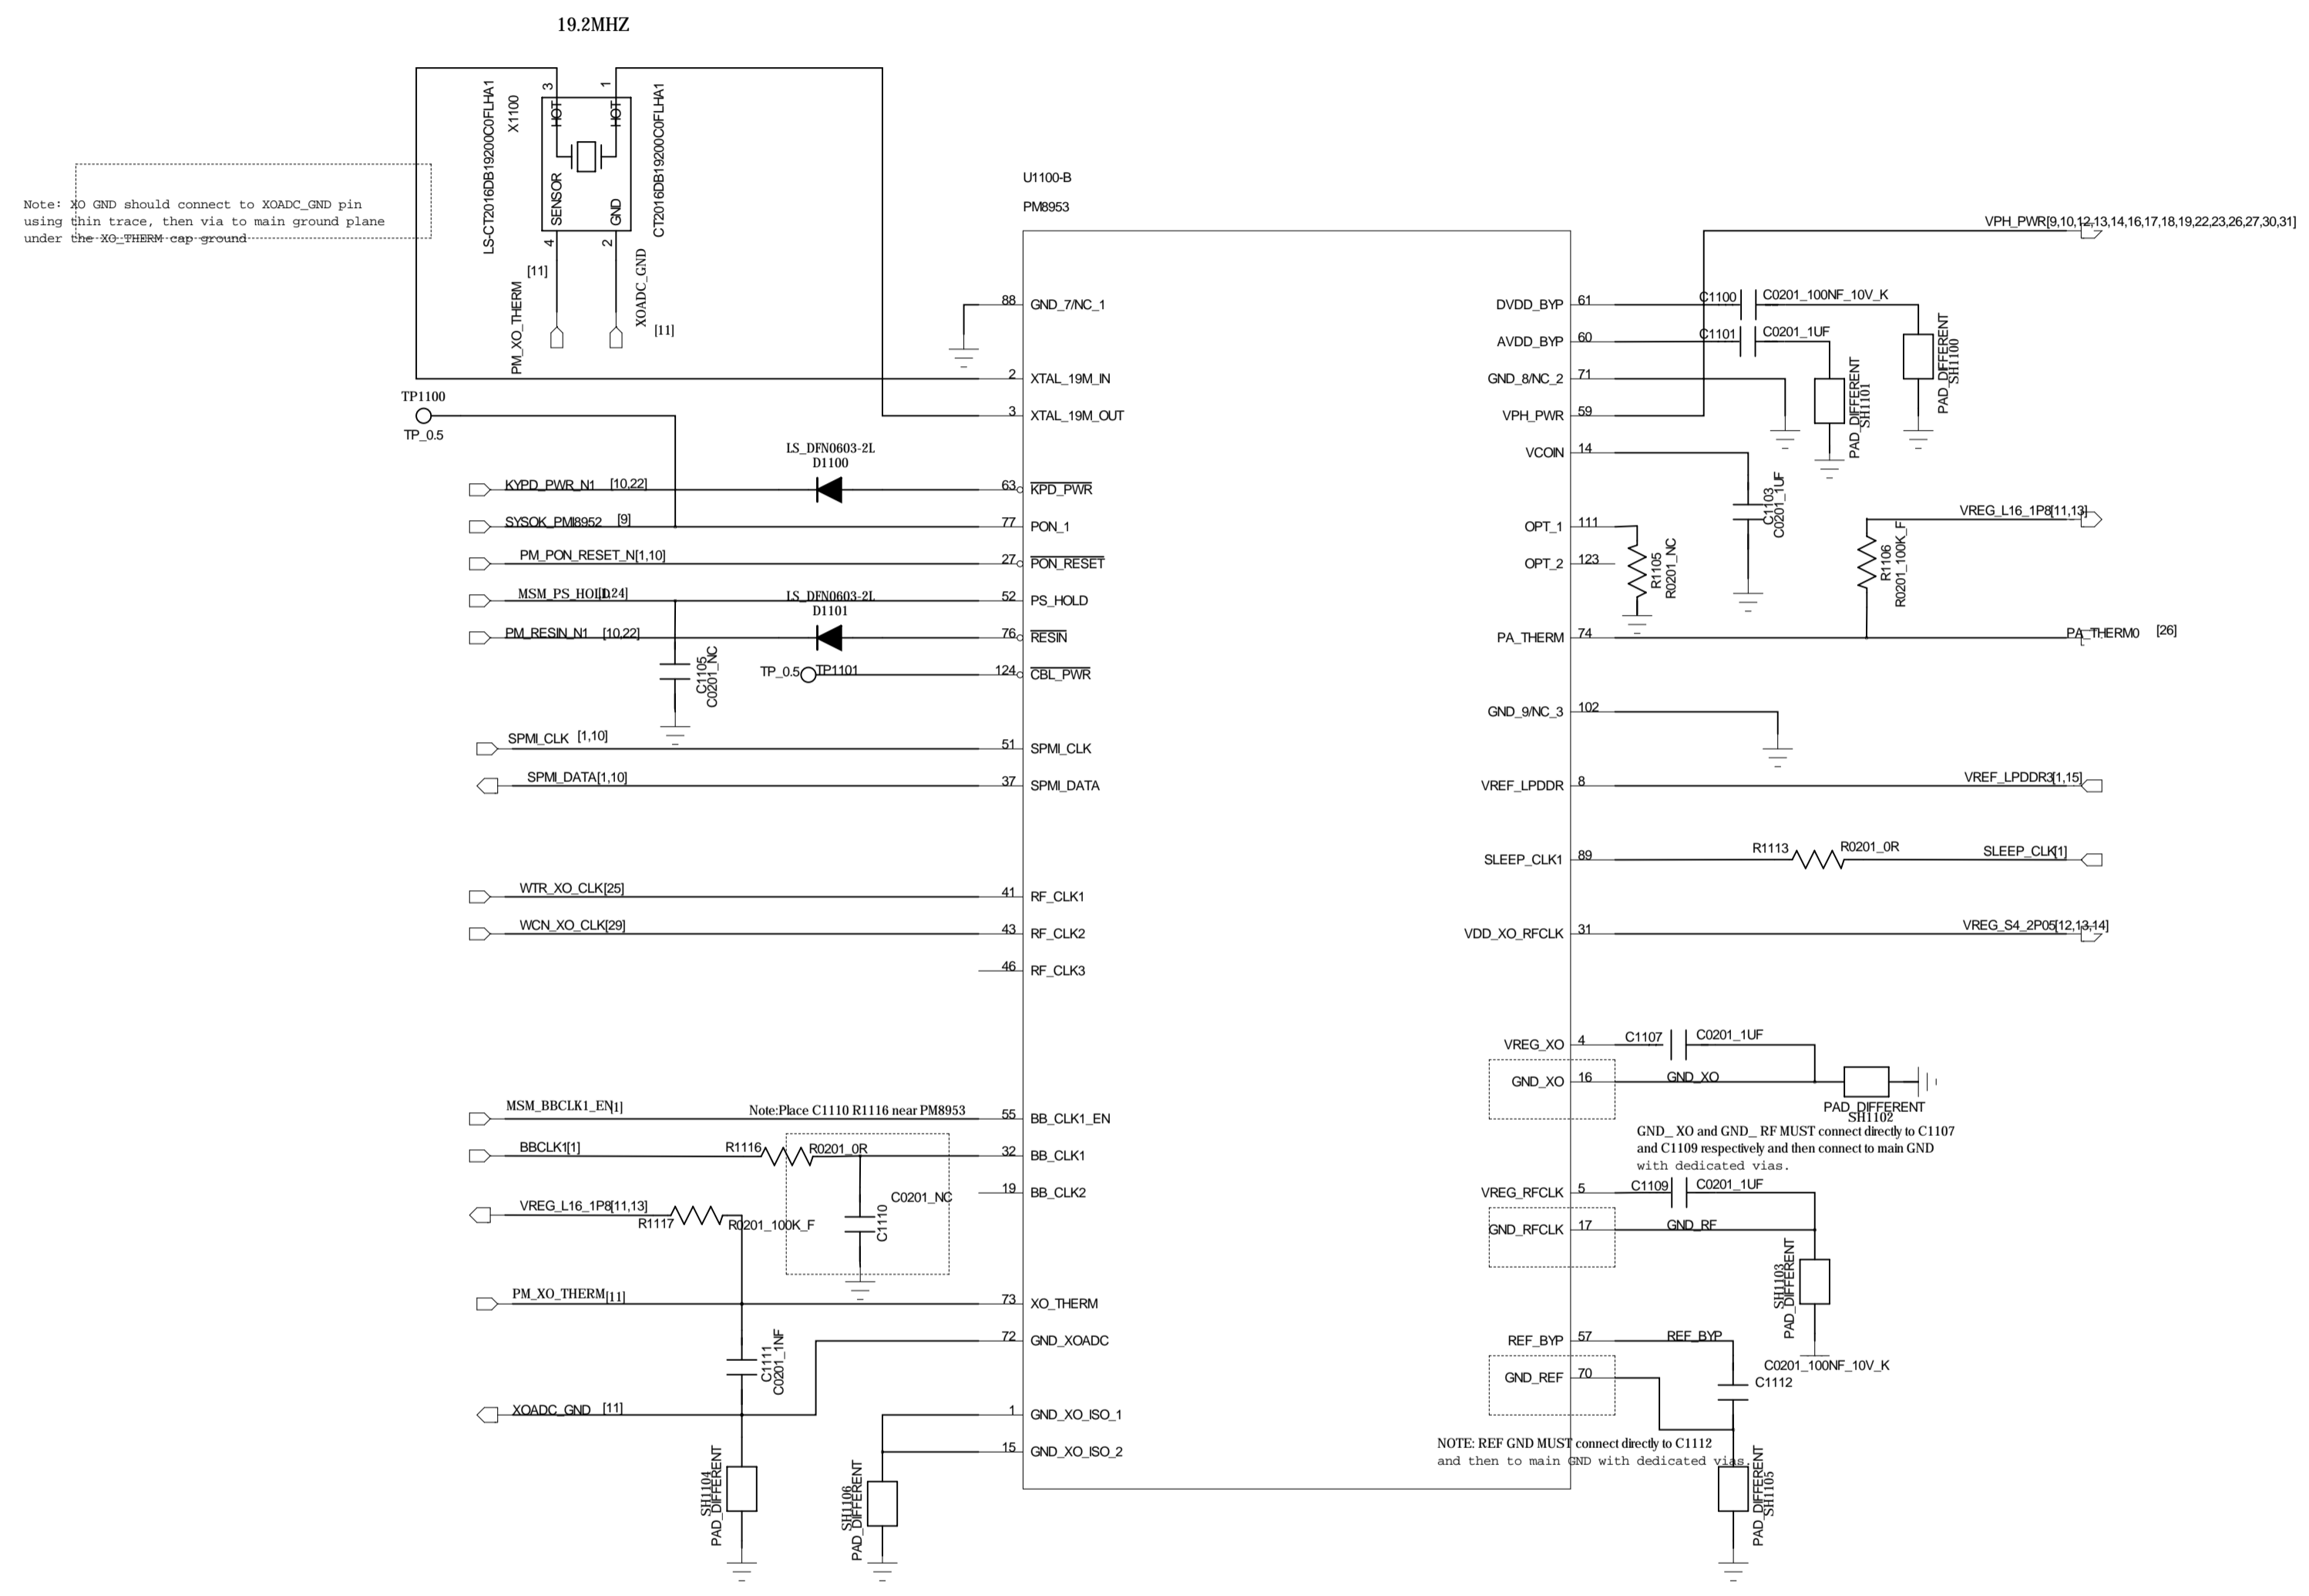 19.2MHZ
LS-CT2016DB19200C0FLHA1
X1100
3
1
HOT
HOT
SENSOR
GND
4
2
CT2016DB19200C0FLHA1
Note: XO GND should connect to XOADC_GND pin
using thin trace, then via to main ground plane
under the XO_THERM cap ground
[11]
PM_XO_THERM
XOADC_GND
[11]
U1100-B
PM8953
88 GND_7/NC_1
2 XTAL_19M_IN
3 XTAL_19M_OUT
TP1100
TP_0.5
LS_DFN0603-2L
D1100
KYPD_PWR_N1 [10,22]
63 KPD_PWR
SYSOK_PMI8952 [9]
77 PON_1
PM_PON_RESET_N[1,10]
27 PON_RESET
MSM_PS_HOLD[1,24]
52 PS_HOLD
LS_DFN0603-2L
D1101
PM_RESIN_N1 [10,22]
76 RESIN
C1105
C0201_NC
TP_0.5 TP1101
124 CBL_PWR
SPMI_CLK [1,10]
51 SPMI_CLK
SPMI_DATA[1,10]
37 SPMI_DATA
WTR_XO_CLK[25]
41 RF_CLK1
WCN_XO_CLK[29]
43 RF_CLK2
46 RF_CLK3
MSM_BBCLK1_EN[1]
Note:Place C1110 R1116 near PM8953
55 BB_CLK1_EN
BBCLK1[1]
R1116 R0201_0R
32 BB_CLK1
19 BB_CLK2
C0201_NC
C1110
VREG_L16_1P8[11,13]
R1117 R0201_100K_F
PM_XO_THERM[11]
73 XO_THERM
72 GND_XOADC
C1111
C0201_1NF
XOADC_GND [11]
1 GND_XO_ISO_1
15 GND_XO_ISO_2
SH1104
PAD_DIFFERENT
SH1106
PAD_DIFFERENT
VPH_PWR[9,10,12,13,14,16,17,18,19,22,23,26,27,30,31]
DVDD_BYP 61
C1100 C0201_100NF_10V_K
AVDD_BYP 60
C1101 C0201_1UF
PAD_DIFFERENT
SH1100
GND_8/NC_2 71
PAD_DIFFERENT
SH1101
VPH_PWR 59
VCOIN 14
C1103
C0201_1UF
OPT_1 111
R1105
R0201_NC
OPT_2 123
VREG_L16_1P8[11,13]
R1106
R0201_100K_F
PA_THERM 74
PA_THERM0 [26]
GND_9/NC_3 102
VREF_LPDDR 8
VREF_LPDDR3[1,15]
SLEEP_CLK1 89
R1113 R0201_0R
SLEEP_CLK[1]
VDD_XO_RFCLK 31
VREG_S4_2P05[12,13,14]
VREG_XO 4
C1107 C0201_1UF
GND_XO 16
GND_XO
PAD_DIFFERENT
SH1102
GND_ XO and GND_ RF MUST connect directly to C1107
and C1109 respectively and then connect to main GND
with dedicated vias.
VREG_RFCLK 5
C1109 C0201_1UF
GND_RFCLK 17
GND_RF
SH1103
PAD_DIFFERENT
REF_BYP 57
REF_BYP
C0201_100NF_10V_K
C1112
GND_REF 70
NOTE: REF GND MUST connect directly to C1112
and then to main GND with dedicated vias.
PAD_DIFFERENT
SH1105